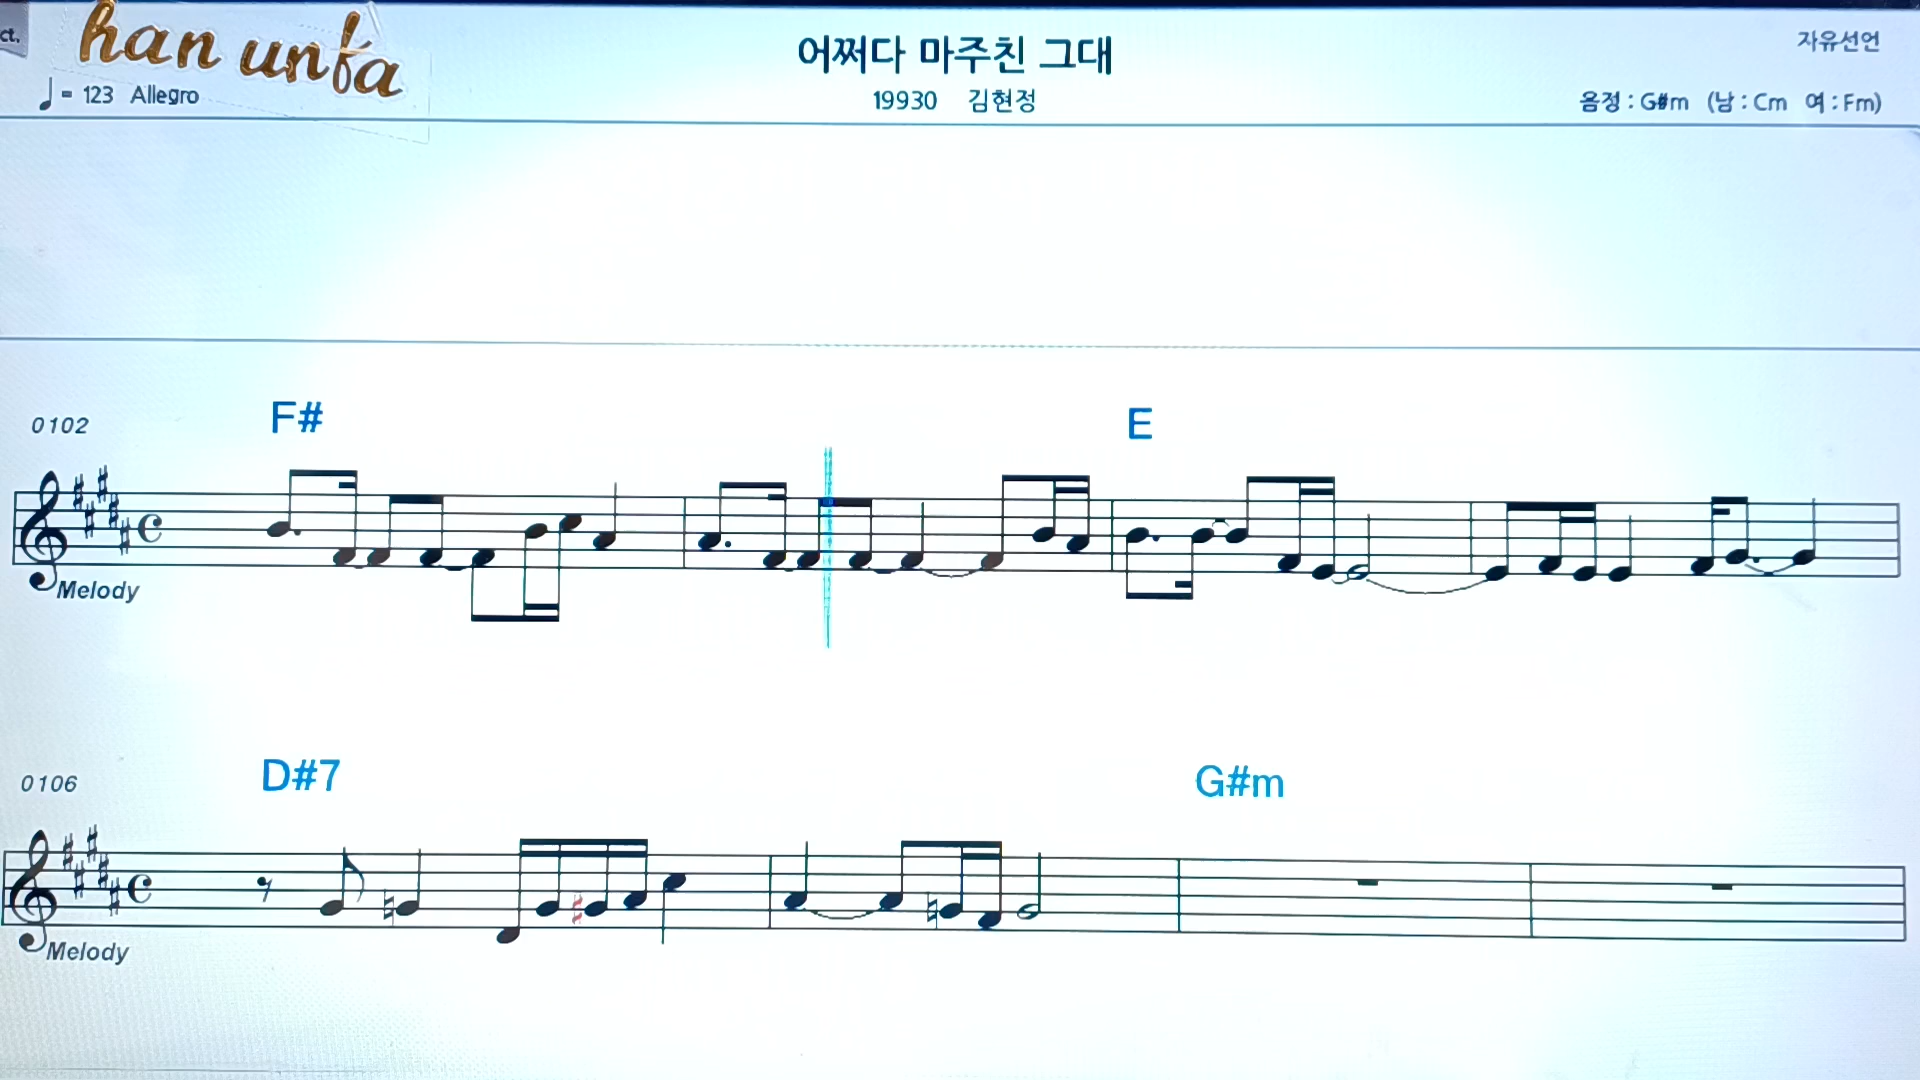 ct.
han unfa
어쩌다 마주친 그대
자유선언
♩ = 123 Allegro
19930 김현정
음정 : G#m (남 : Cm 여 : Fm)
F#
E
0102
Melody
D#7
G#m
0106
Melody